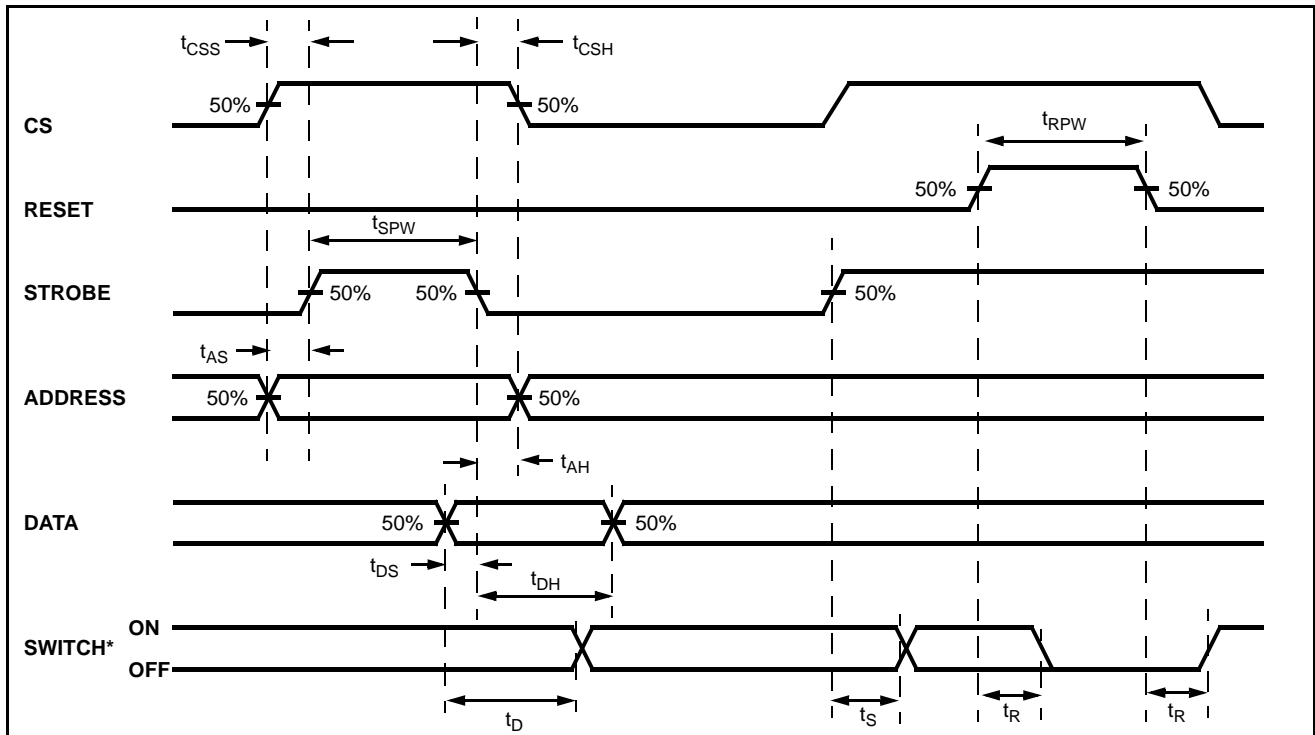 tCSS
tCSH
50%
50%
CS
tRPW
50%
50%
RESET
tSPW
STROBE
50%
50%
50%
tAS
ADDRESS
50%
50%
tAH
DATA
50%
50%
tDS
tDH
ON
SWITCH*
OFF
tD
tS
tR
tR